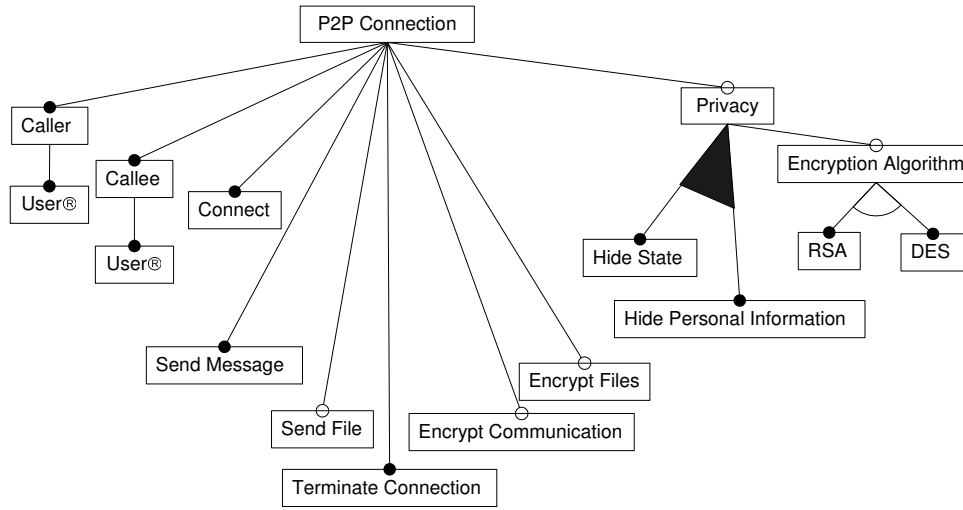 P2P Connection
Caller
Privacy
Callee
Encryption Algorithm
User®
Connect
RSA
DES
User®
Hide State
Hide Personal Information
Send Message
Encrypt Files
Send File
Encrypt Communication
Terminate Connection